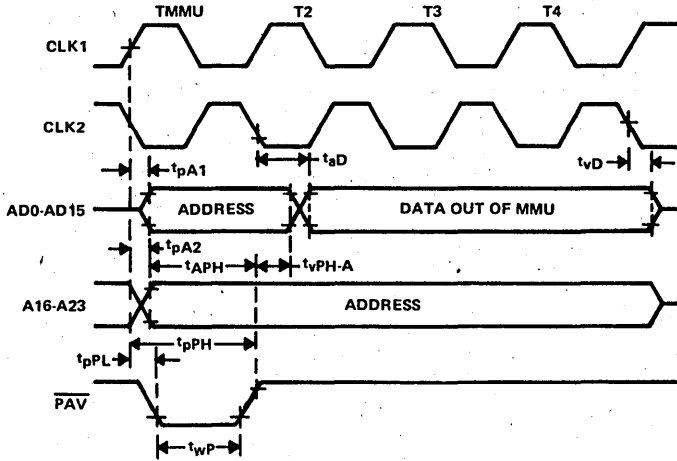 TMMU T2 T3 T4
CLK1
CLK2
tpA1 taD tvD
AD0-AD15 ADDRESS DATA OUT OF MMU
tpA2
tAPH tvPH-A
A16-A23 ADDRESS
tpPH
tpPL
PAV
twP